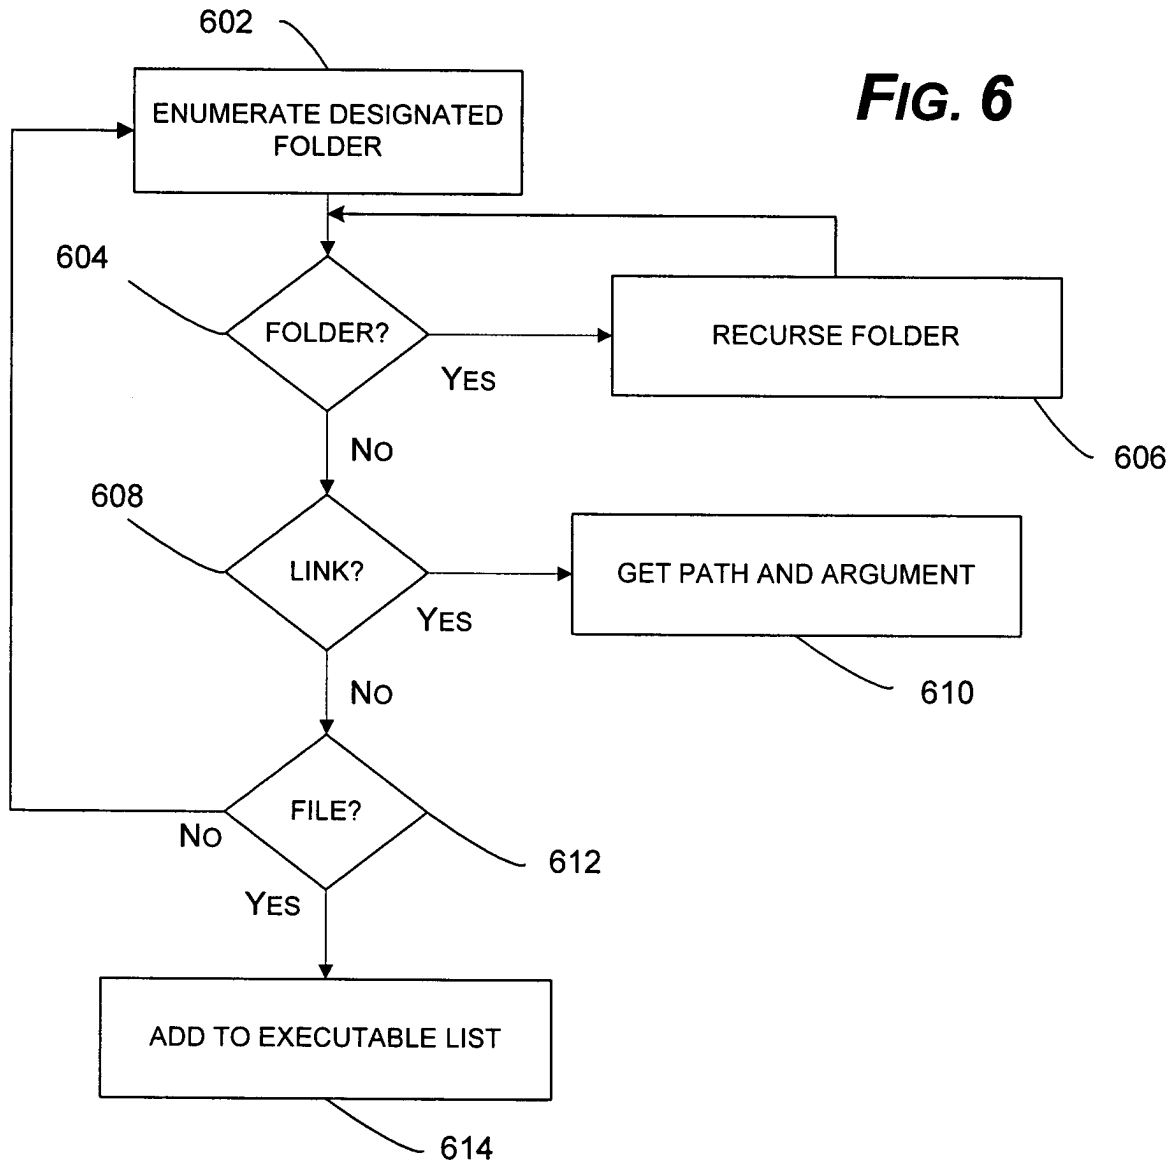 602
FIG. 6
ENUMERATE DESIGNATED
FOLDER
604
FOLDER?
RECURSE FOLDER
YES
606
NO
608
LINK?
GET PATH AND ARGUMENT
YES
610
NO
FILE?
NO
612
YES
ADD TO EXECUTABLE LIST
614